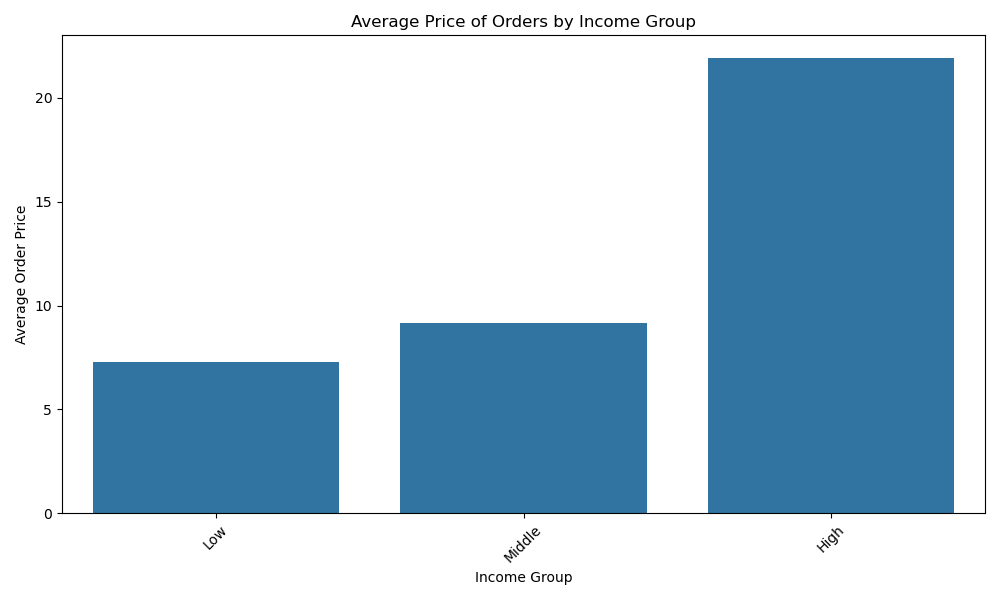 Average Price of Orders by Income Group
Average Order Price
20
15
10
5
0
Low
Middle
High
Income Group